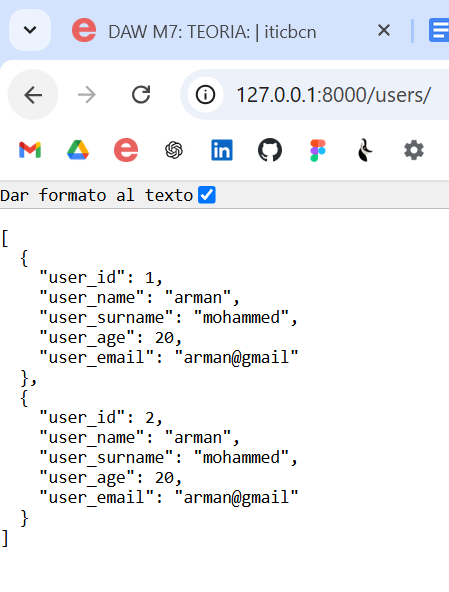 DAW M7: TEORIA: | iticbcn
127.0.0.1:8000/users/
Dar formato al texto
[
  {
    "user_id": 1,
    "user_name": "arman",
    "user_surname": "mohammed",
    "user_age": 20,
    "user_email": "arman@gmail"
  },
  {
    "user_id": 2,
    "user_name": "arman",
    "user_surname": "mohammed",
    "user_age": 20,
    "user_email": "arman@gmail"
  }
]